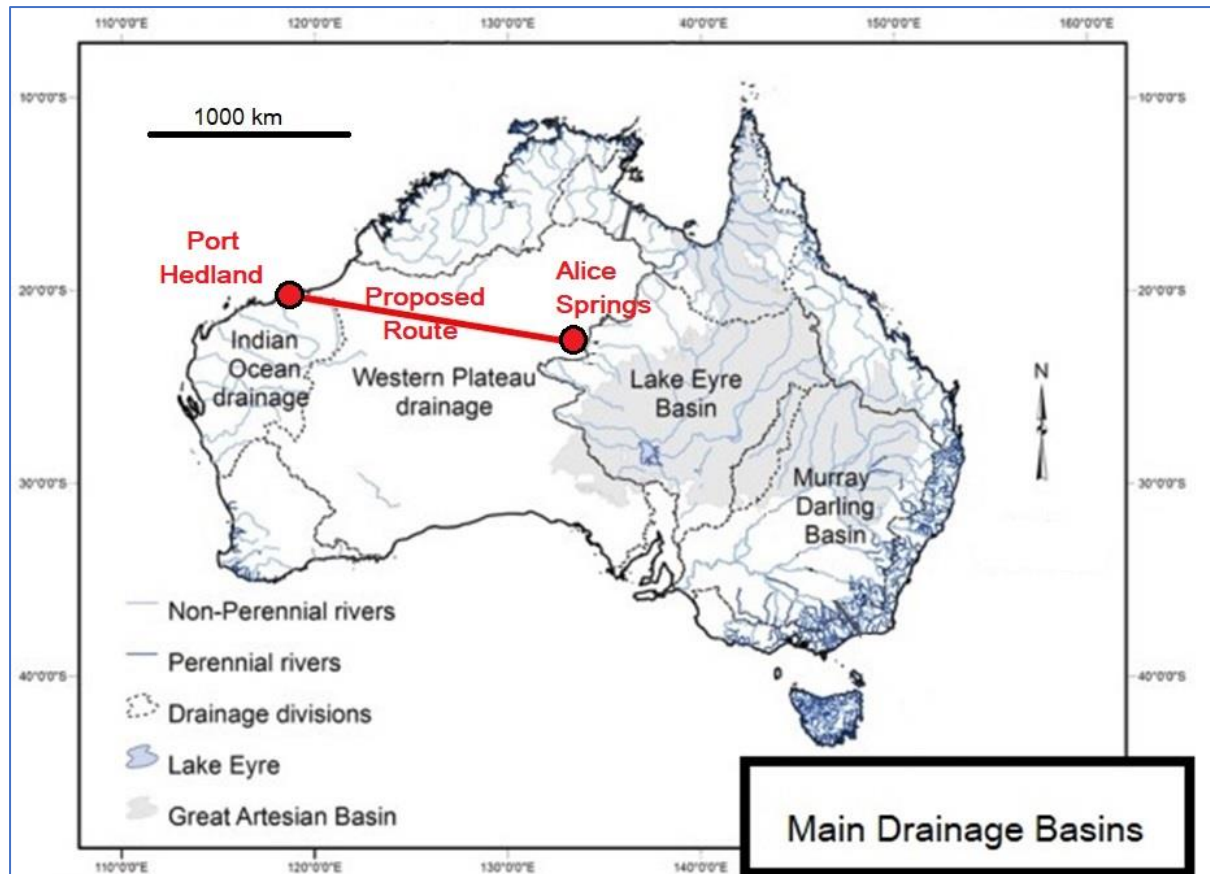 110°0'0"E 120°0'0"E 130°0'0"E 40°0'0"E 150°0'0"E 160°0'0"E
10°0'0"S 10°0'0"S
1000 km
Port
Hedland
Alice
Springs
20°0'0"S 20°0'0"S
Proposed
Route
Indian
Ocean
drainage
Western Plateau
drainage
Lake Eyre
Basin
N
30°0'0"S 30°0'0"S
Murray
Darling
Basin
Non-Perennial rivers
Perennial rivers
40°0'0"S 40°0'0"S
Drainage divisions
Lake Eyre
Great Artesian Basin
Main Drainage Basins
110°0'0"E 120°0'0"E 130°0'0"E 140°0'0"E